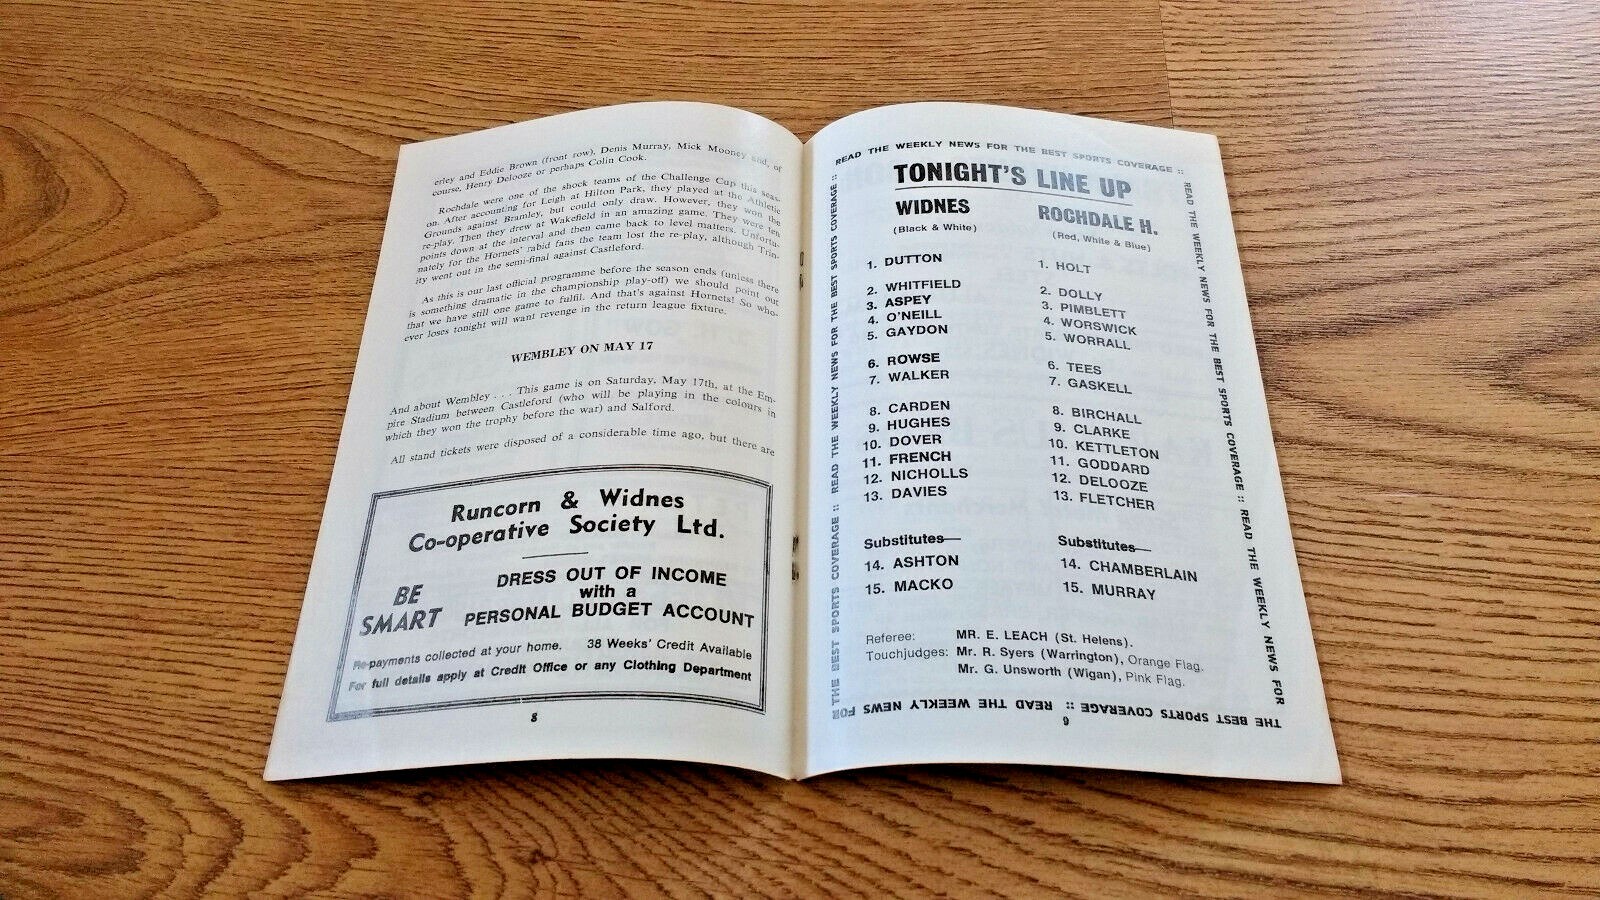 erley and Eddie Brown (front row), Denis Murray, Mick Mooney and, of
course, Henry Delooze or perhaps Colin Cook.
Rochdale were one of the shock teams of the Challenge Cup this seas-
on. After accounting for Leigh at Hilton Park, they played at the Athletic
Grounds against Bramley, but could only draw. However, they won the
re-play. Then they drew at Wakefield in an amazing game. They were ten
points down at the interval and then came back to level matters. Unfortu-
nately for the Hornets' rabid fans the team lost the re-play, although Trin-
ity went out in the semi-final against Castleford.
As this is our last official programme before the season ends (unless there
is something dramatic in the championship play-off) we should point out
that we have still one game to fulfil. And that's against Hornets! So who-
ever loses tonight will want revenge in the return league fixture.
WEMBLEY ON MAY 17
And about Wembley . . . This game is on Saturday, May 17th, at the Em-
pire Stadium between Castleford (who will be playing in the colours in
which they won the trophy before the war) and Salford.
All stand tickets were disposed of a considerable time ago, but there are
Runcorn & Widnes
Co-operative Society Ltd.
BE
SMART
DRESS OUT OF INCOME
with a
PERSONAL BUDGET ACCOUNT
Re-payments collected at your home. 38 Weeks' Credit Available
For full details apply at Credit Office or any Clothing Department
8
READ THE WEEKLY NEWS FOR THE BEST SPORTS COVERAGE ::
TONIGHT'S LINE UP
WIDNES
(Black & White)
1. DUTTON
2. WHITFIELD
3. ASPEY
4. O'NEILL
5. GAYDON
6. ROWSE
7. WALKER
8. CARDEN
9. HUGHES
10. DOVER
11. FRENCH
12. NICHOLLS
13. DAVIES
Substitutes—
14. ASHTON
15. MACKO
ROCHDALE H.
(Red, White & Blue)
1. HOLT
2. DOLLY
3. PIMBLETT
4. WORSWICK
5. WORRALL
6. TEES
7. GASKELL
8. BIRCHALL
9. CLARKE
10. KETTLETON
11. GODDARD
12. DELOOZE
13. FLETCHER
Substitutes—
14. CHAMBERLAIN
15. MURRAY
Referee: MR. E. LEACH (St. Helens).
Touchjudges: Mr. R. Syers (Warrington), Orange Flag.
Mr. G. Unsworth (Wigan), Pink Flag.
READ THE WEEKLY NEWS FOR THE BEST SPORTS COVERAGE :: READ THE WEEKLY NEWS FOR
THE BEST SPORTS COVERAGE :: READ THE WEEKLY NEWS FOR
THE BEST SPORTS COVERAGE :: READ THE WEEKLY NEWS FOR THE BEST SPORTS COVERAGE ::
9